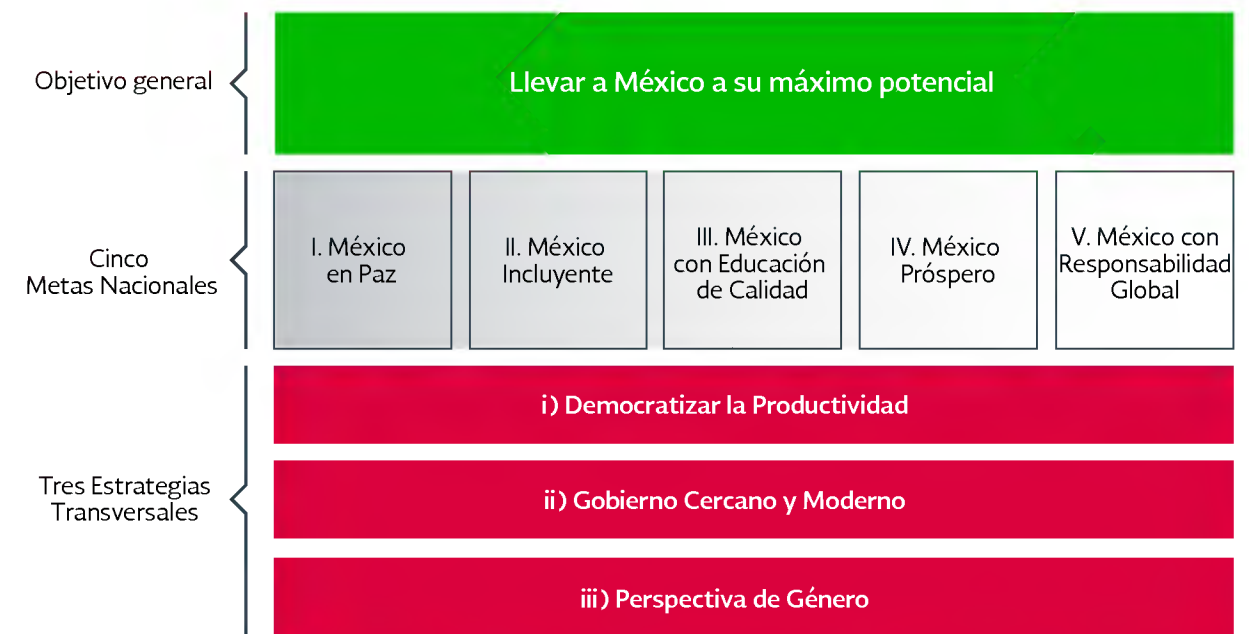 Objetivo general
Llevar a México a su máximo potencial
Cinco
Metas Nacionales
I. México
en Paz
II. México
Incluyente
III. México
con Educación
de Calidad
IV. México
Próspero
V. México con
Responsabilidad
Global
Tres Estrategias
Transversales
i) Democratizar la Productividad
ii) Gobierno Cercano y Moderno
iii) Perspectiva de Género